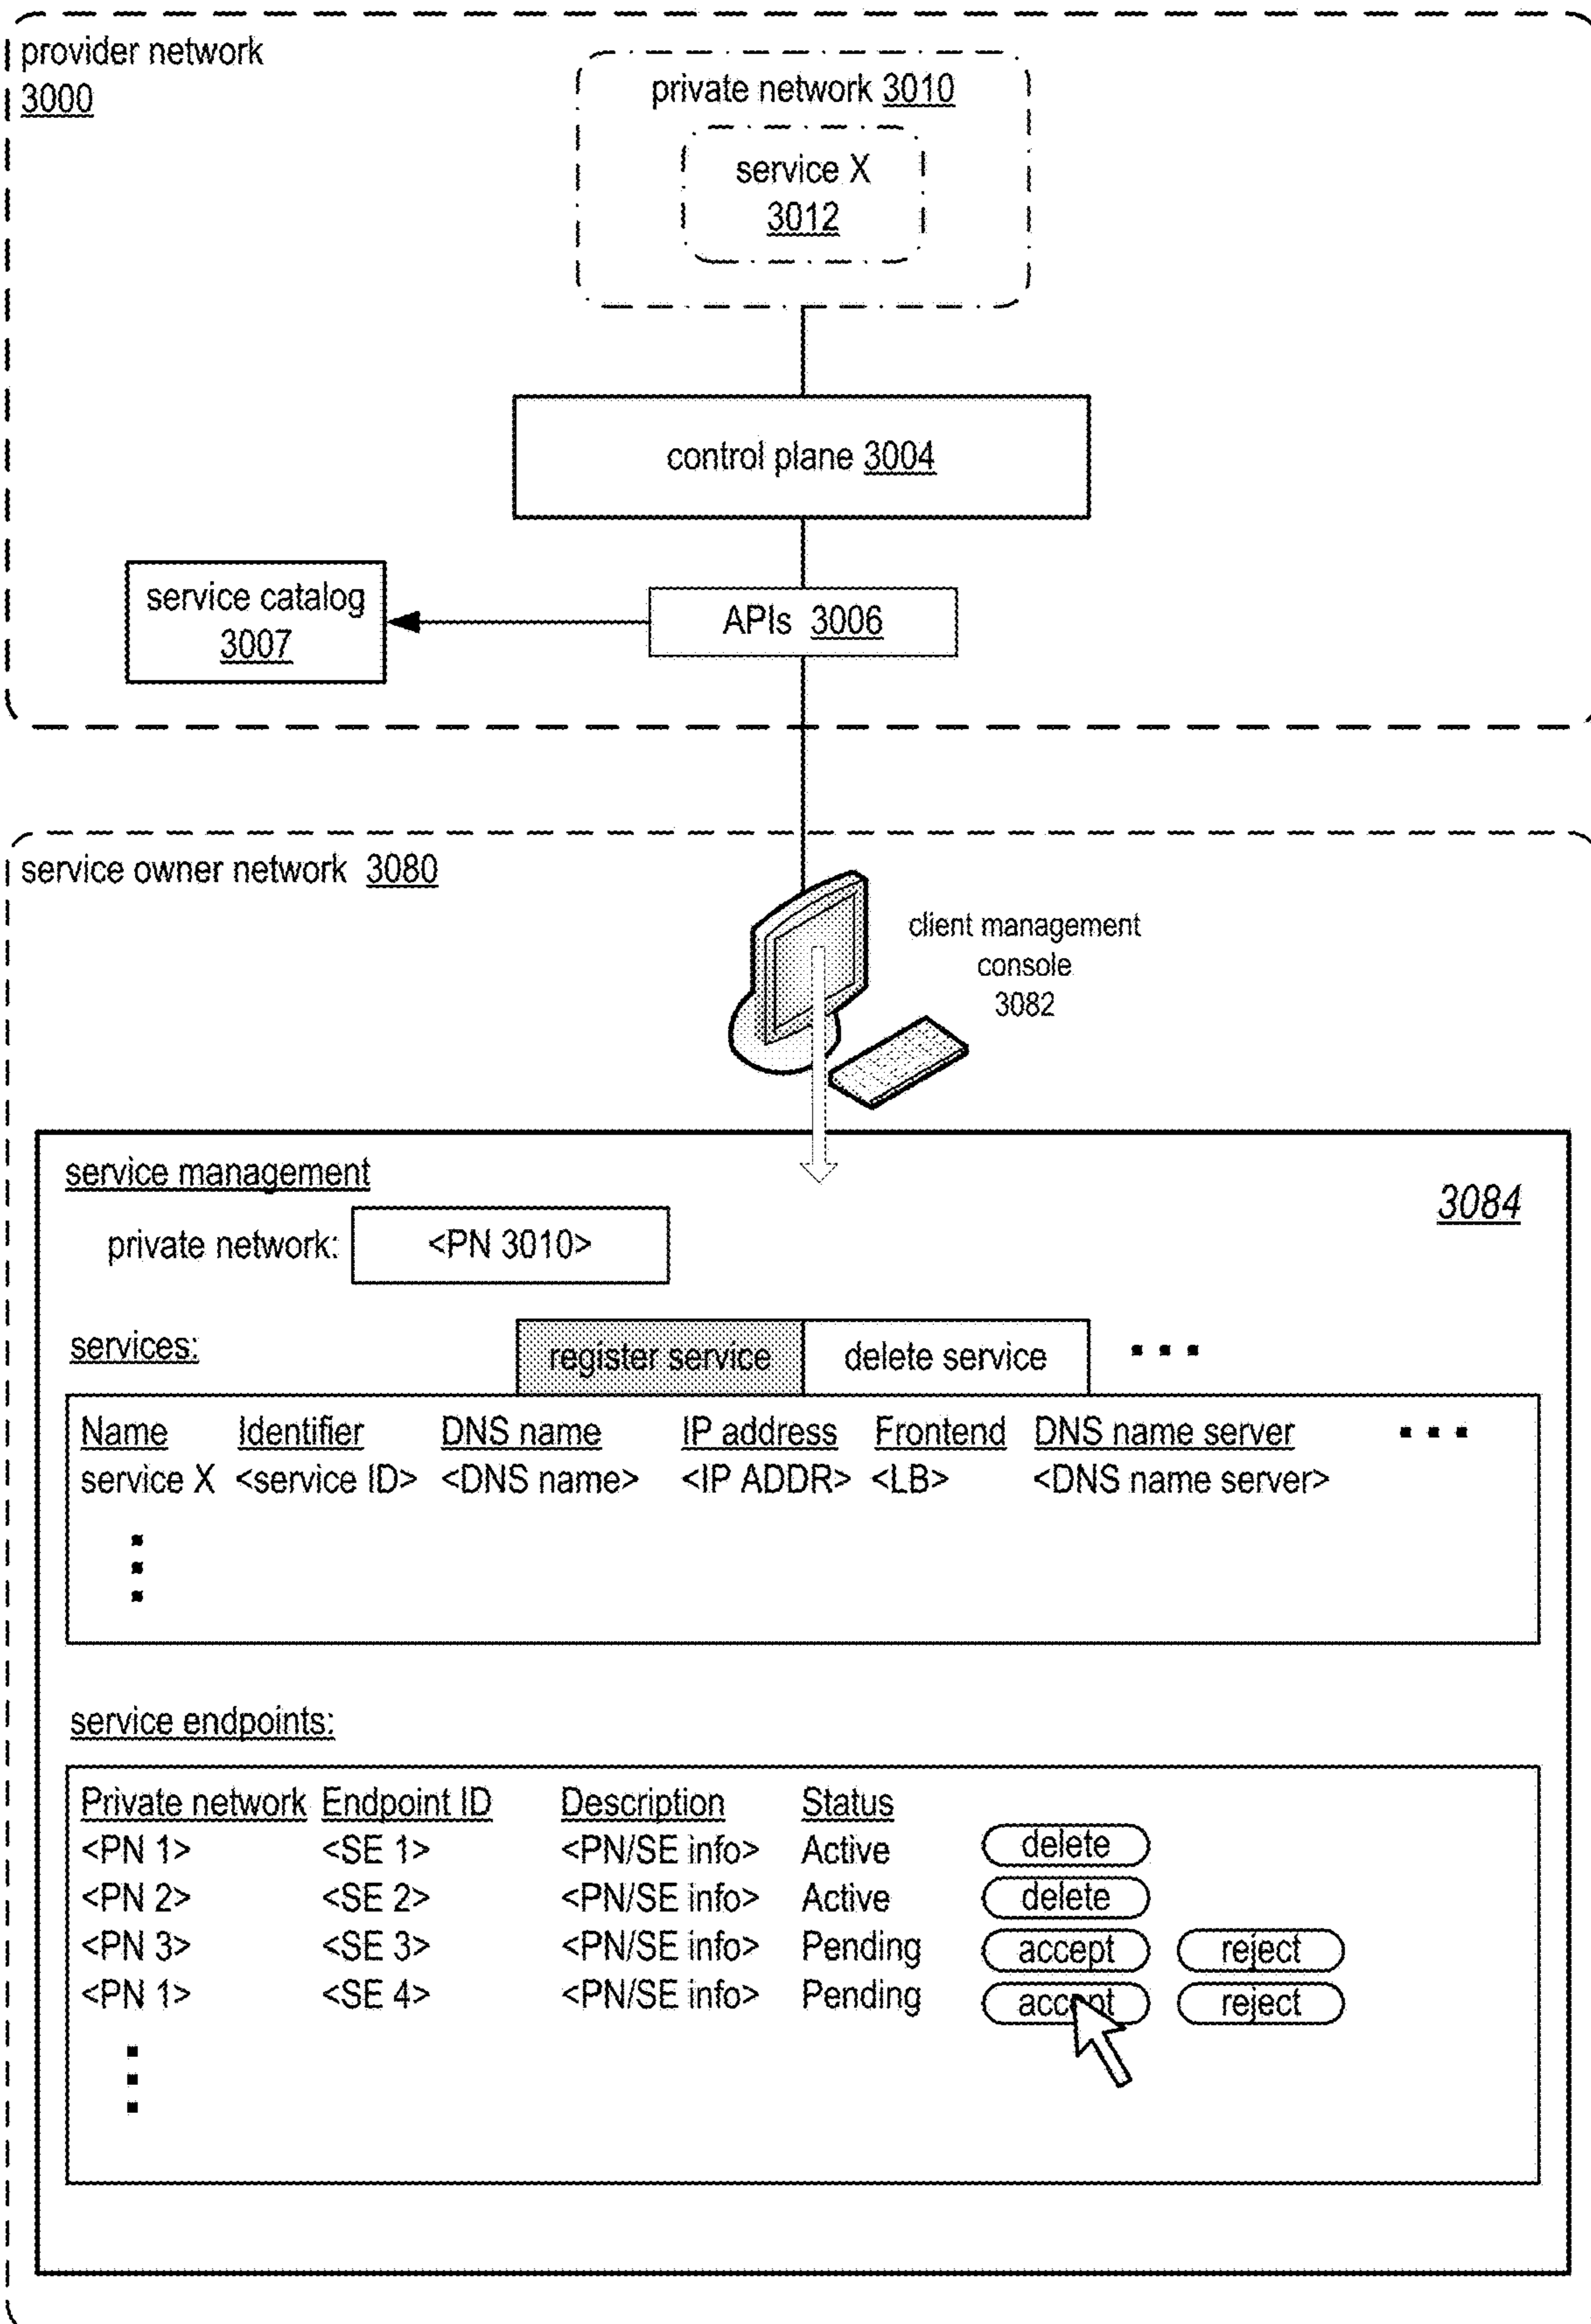 provider network
3000
private network 3010
service X
3012
control plane 3004
service catalog
3007
APIs 3006
service owner network 3080
client management
console
3082
service management
3084
private network: <PN 3010>
services: register service delete service
Name Identifier DNS name IP address Frontend DNS name server
service X <service ID> <DNS name> <IP ADDR> <LB> <DNS name server>
service endpoints:
Private network Endpoint ID Description Status
<PN 1> <SE 1> <PN/SE info> Active delete
<PN 2> <SE 2> <PN/SE info> Active delete
<PN 3> <SE 3> <PN/SE info> Pending accept reject
<PN 1> <SE 4> <PN/SE info> Pending accept reject